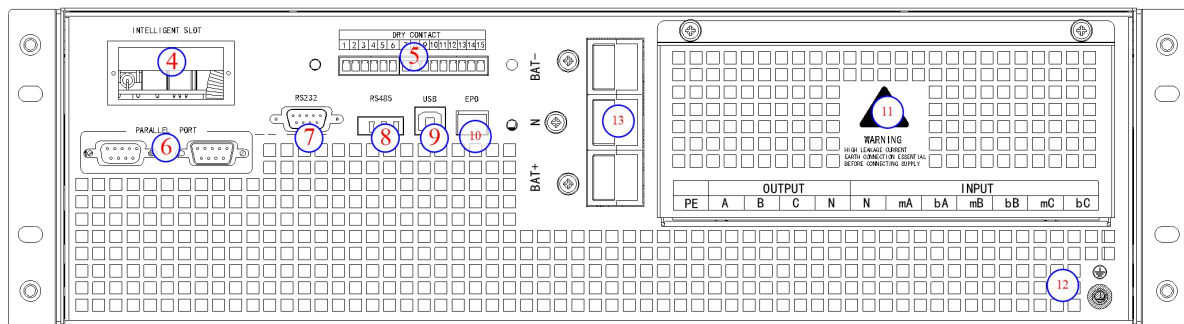 INTELLIGENT SLOT
4
DRY CONTACT
1 2 3 4 5 6 7 8 9 10 11 12 13 14 15
5
BAT-
N
BAT+
13
RS232
RS485
USB
EPO
7
8
9
10
PARALLEL PORT
6
11
WARNING
HIGH LEAKAGE CURRENT
EARTH CONNECTION ESSENTIAL
BEFORE CONNECTING SUPPLY
OUTPUT INPUT
PE A B C N N mA bA mB bB mC bC
12